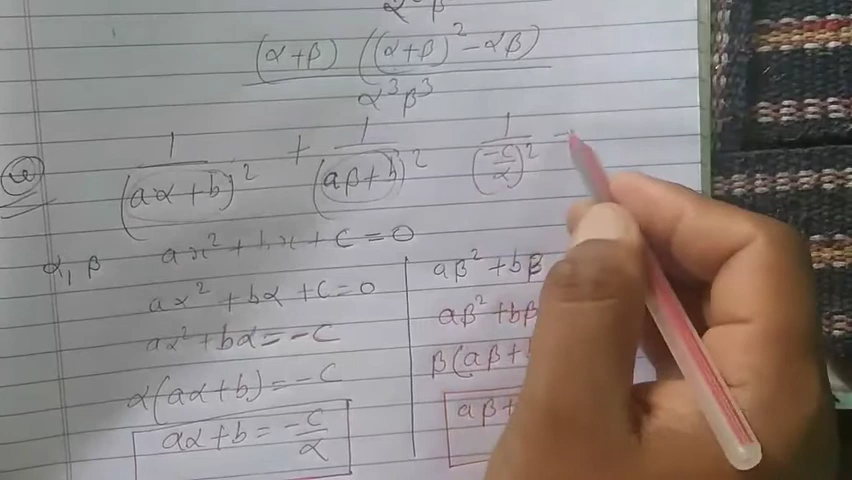 (α+β) ((α+β)² - αβ)
α³β³
1/(aα+b)² + 1/(aβ+b)² 1/(-c/α)²
α, β ax² + bx + c = 0
aα² + bα + c = 0
aα² + bα = -c
α(aα+b) = -c
aα+b = -c/α
aβ² + bβ
aβ² + bβ
β(aβ+
aβ+